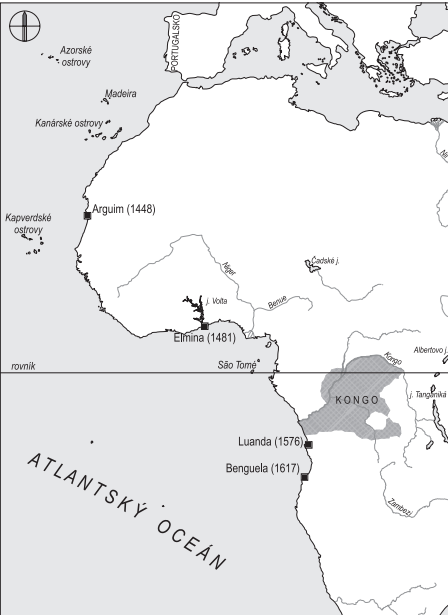 PORTUGALSKO
Azorské
ostrovy
Madeira
Kanárské ostrovy
Arguim (1448)
Kapverdské
ostrovy
Niger
Čadské j.
j. Volta
Benue
Elmina (1481)
Albertovo j.
Kongo
rovník
São Tomé
j. Tanganika
KONGO
Luanda (1576)
Benguela (1617)
Zambezi
ATLANTSKÝ OCEÁN